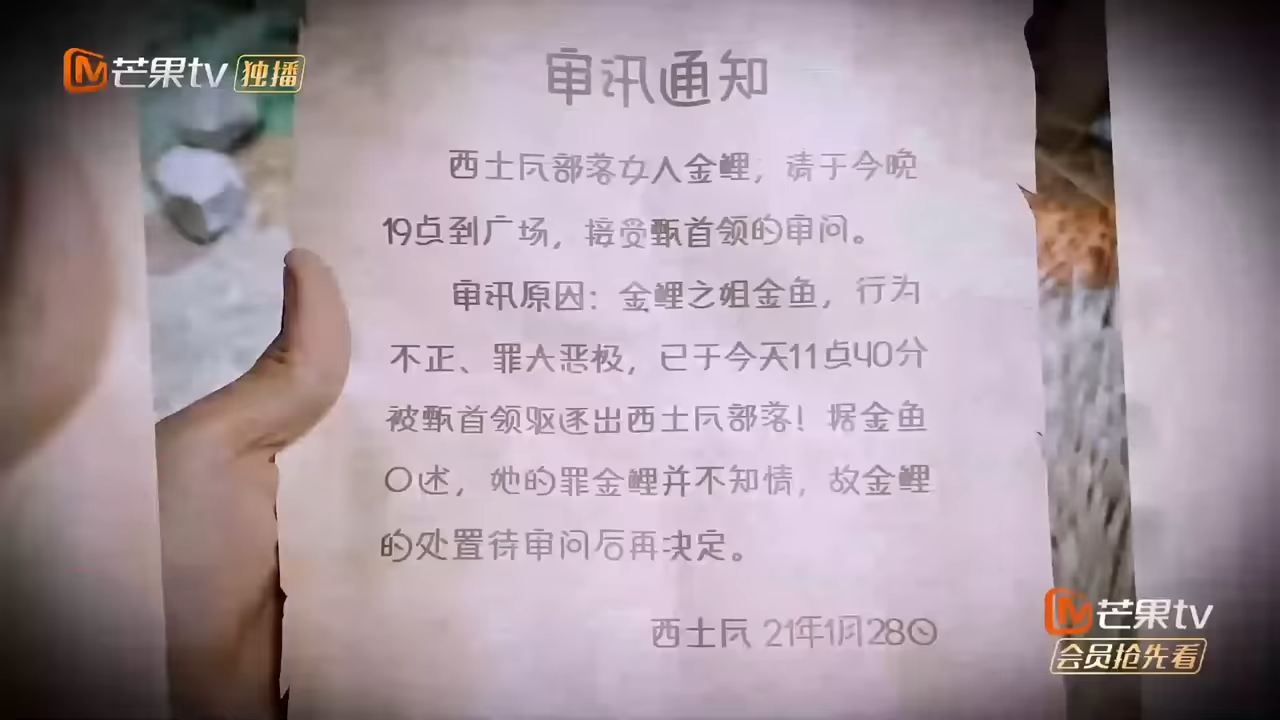 芒果tv 独播
审讯通知
西土瓦部落女人金鲤，请于今晚
19点到广场，接受甄首领的审问。
审讯原因：金鲤之姐金鱼，行为
不正、罪大恶极，已于今天11点40分
被甄首领驱逐出西土瓦部落！据金鱼
口述，她的罪金鲤并不知情，故金鲤
的处置待审问后再决定。
西土瓦 21年1月28日
芒果tv
会员抢先看